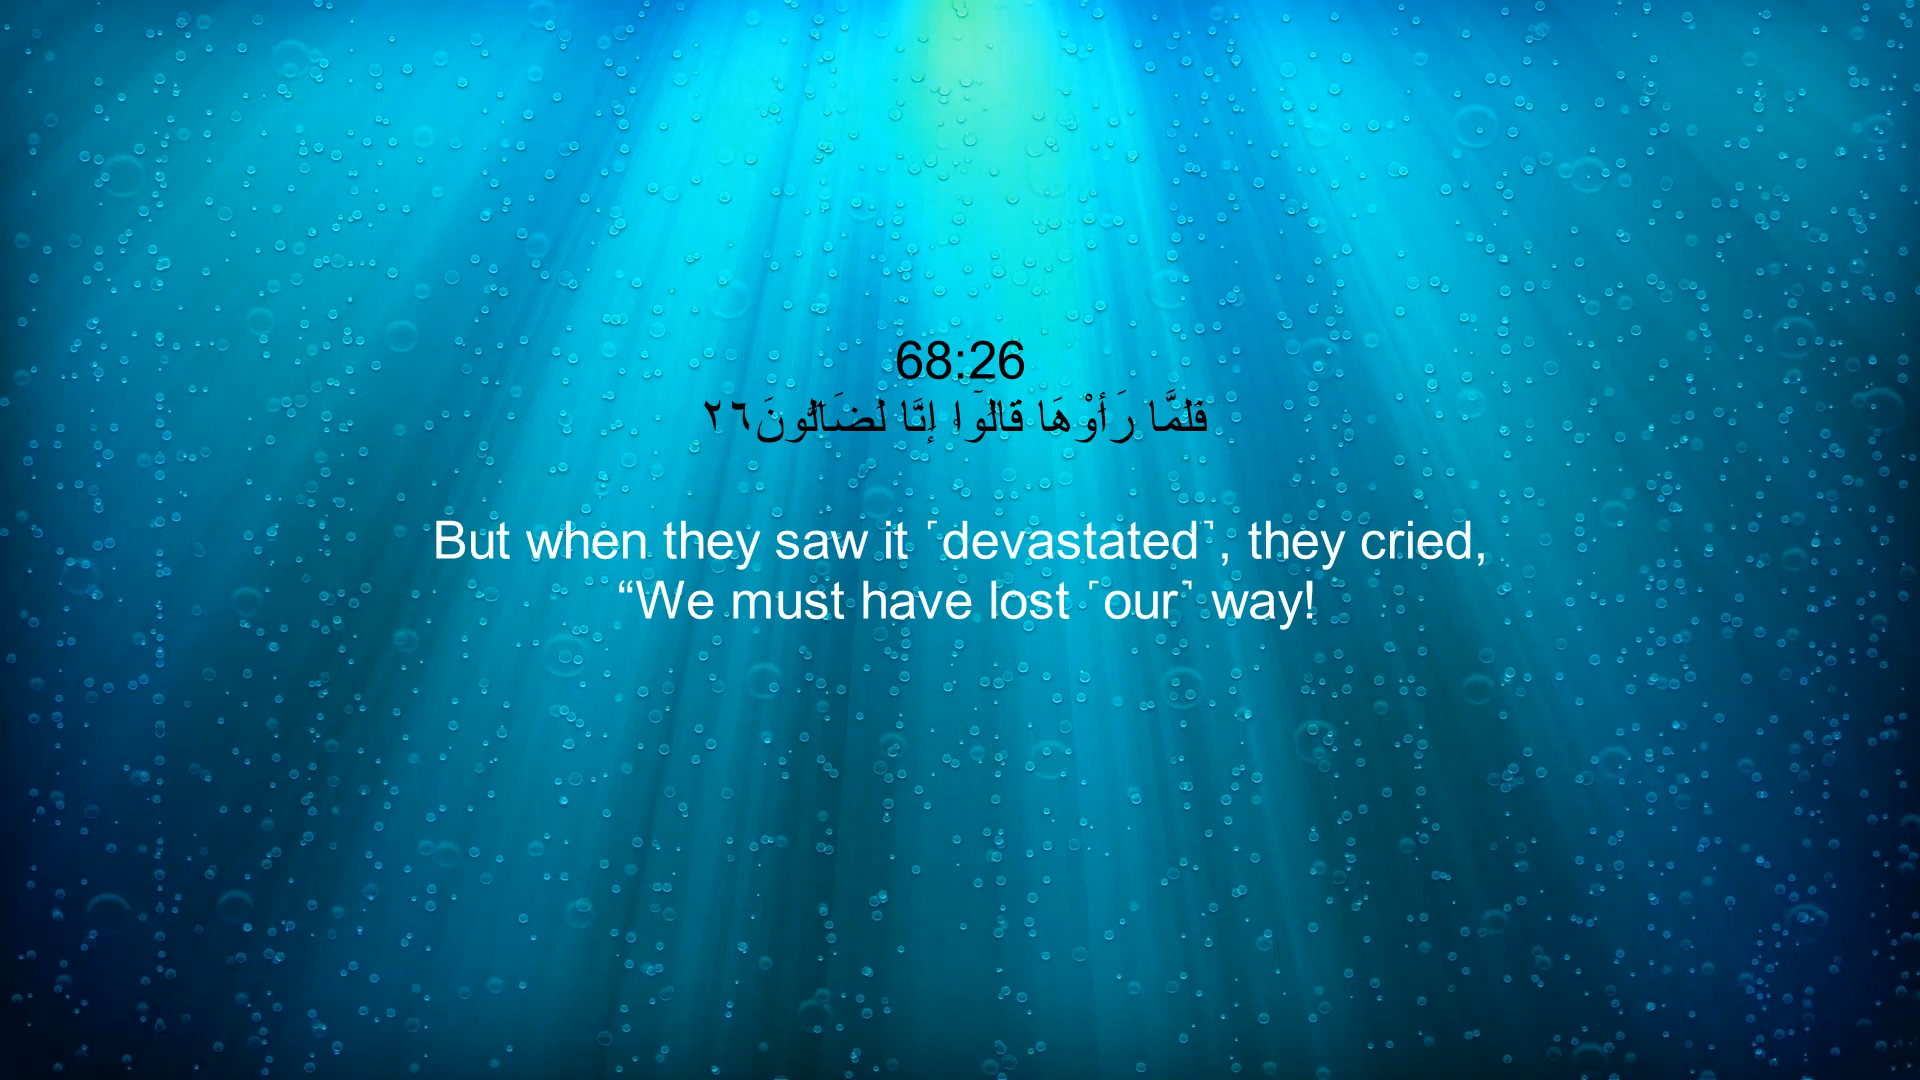 68:26
فَلَمَّا رَأَوْهَا قَالُوٓا۟ إِنَّا لَضَآلُّونَ٢٦
But when they saw it ˹devastated˺, they cried,
“We must have lost ˹our˺ way!